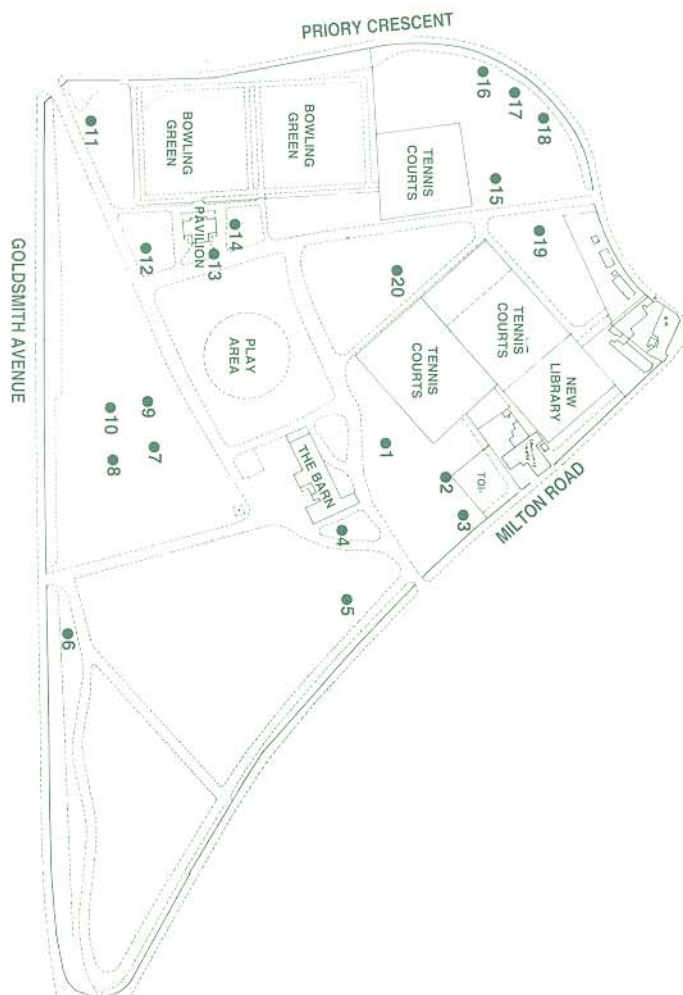 PRIORY CRESCENT
16
17
18
11
BOWLING
GREEN
BOWLING
GREEN
TENNIS
COURTS
15
PAVILION
14
13
12
19
20
GOLDSMITH AVENUE
PLAY
AREA
TENNIS
COURTS
TENNIS
COURTS
NEW
LIBRARY
9
10
7
8
1
2
3
THE BARN
4
MILTON ROAD
5
6